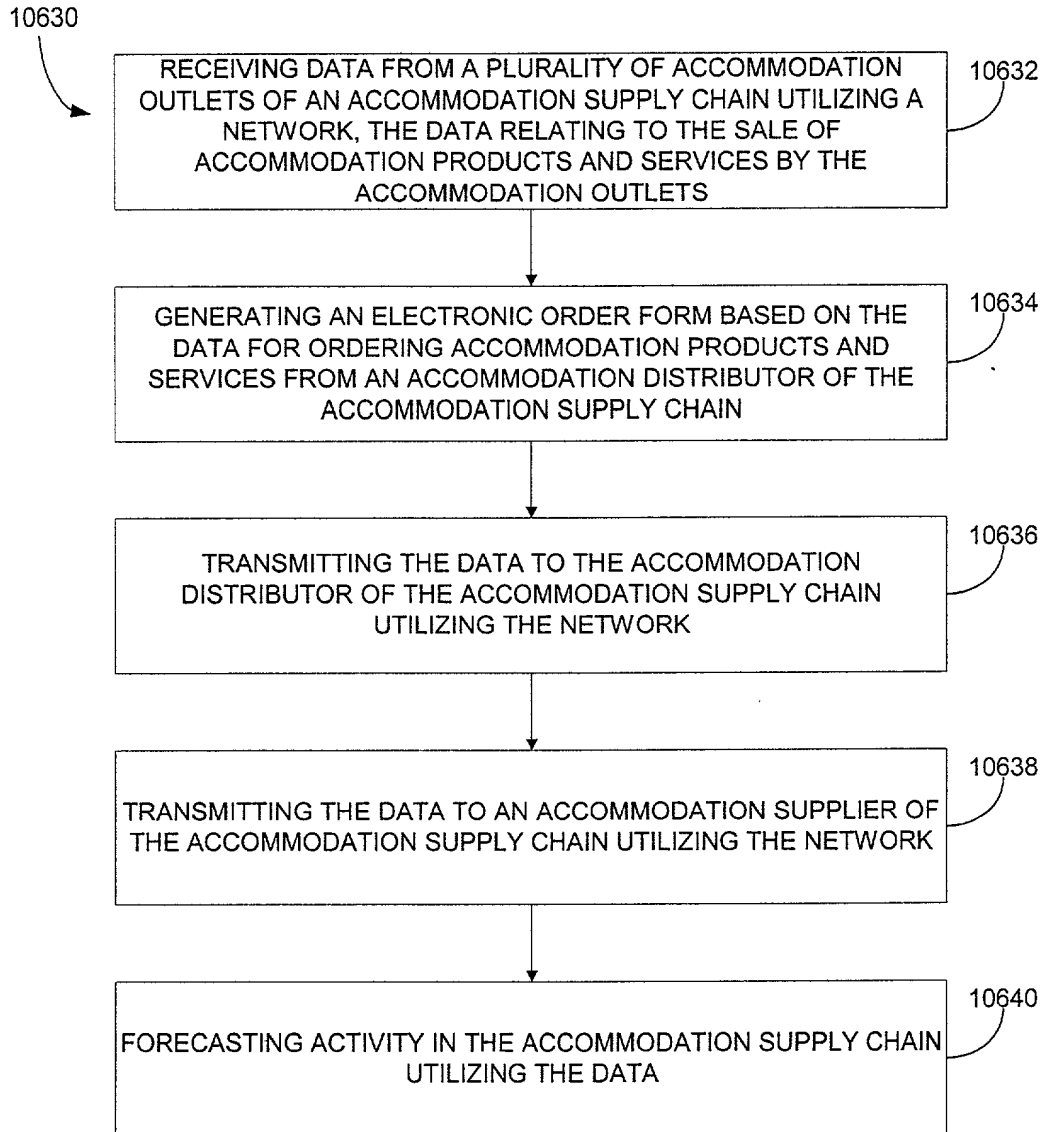 10630
RECEIVING DATA FROM A PLURALITY OF ACCOMMODATION
OUTLETS OF AN ACCOMMODATION SUPPLY CHAIN UTILIZING A
NETWORK, THE DATA RELATING TO THE SALE OF
ACCOMMODATION PRODUCTS AND SERVICES BY THE
ACCOMMODATION OUTLETS
10632
GENERATING AN ELECTRONIC ORDER FORM BASED ON THE
DATA FOR ORDERING ACCOMMODATION PRODUCTS AND
SERVICES FROM AN ACCOMMODATION DISTRIBUTOR OF THE
ACCOMMODATION SUPPLY CHAIN
10634
TRANSMITTING THE DATA TO THE ACCOMMODATION
DISTRIBUTOR OF THE ACCOMMODATION SUPPLY CHAIN
UTILIZING THE NETWORK
10636
TRANSMITTING THE DATA TO AN ACCOMMODATION SUPPLIER OF
THE ACCOMMODATION SUPPLY CHAIN UTILIZING THE NETWORK
10638
FORECASTING ACTIVITY IN THE ACCOMMODATION SUPPLY CHAIN
UTILIZING THE DATA
10640